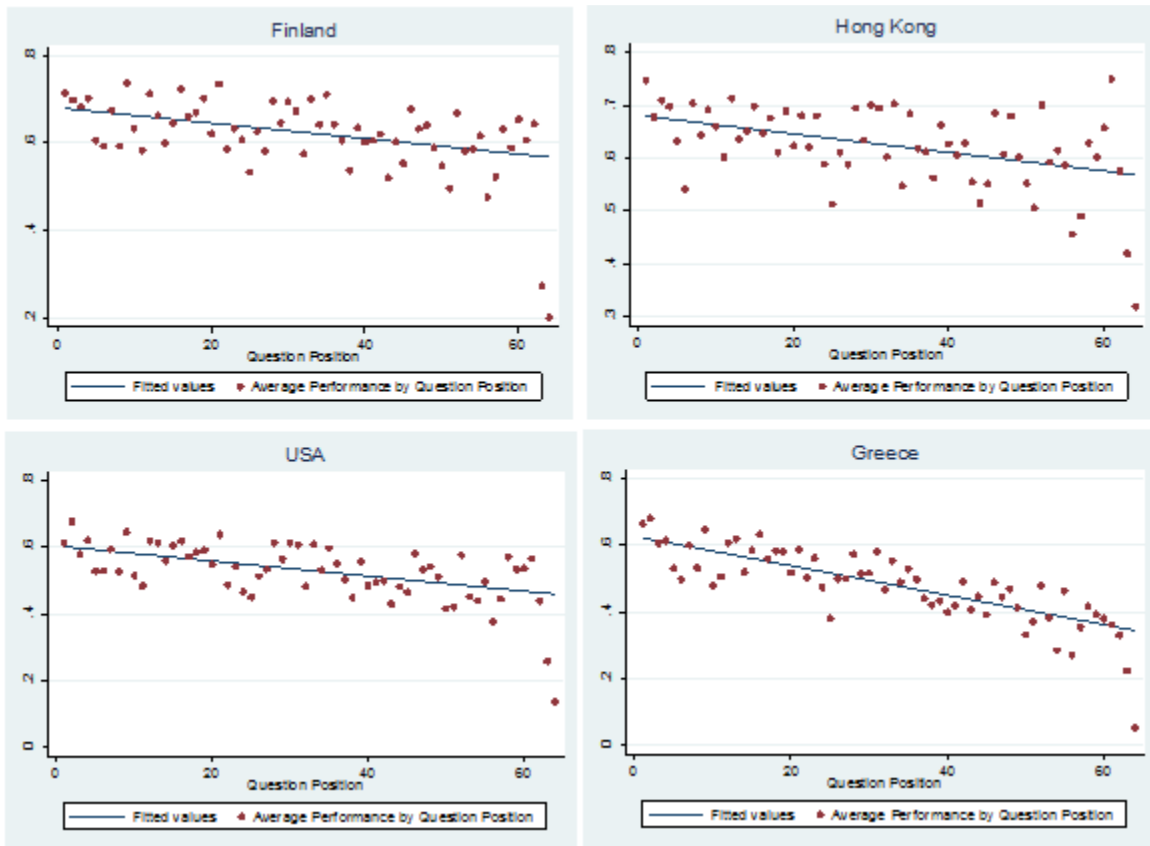 Finland
.8
.6
.4
.2
0 20 40 60
Question Position
Fitted values Average Performance by Question Position
Hong Kong
.8
.7
.6
.5
.4
.3
0 20 40 60
Question Position
Fitted values Average Performance by Question Position
USA
.8
.6
.4
.2
0
0 20 40 60
Question Position
Fitted values Average Performance by Question Position
Greece
.8
.6
.4
.2
0
0 20 40 60
Question Position
Fitted values Average Performance by Question Position